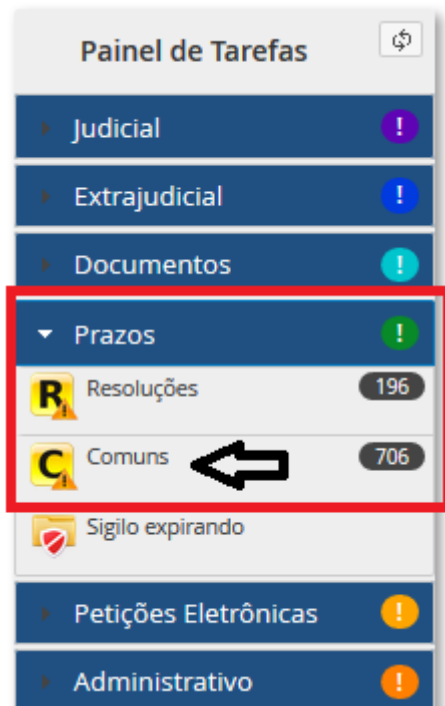 Painel de Tarefas
Judicial !
Extrajudicial !
Documentos !
Prazos !
R Resoluções 196
C Comuns 706
Sigilo expirando
Petições Eletrônicas !
Administrativo !